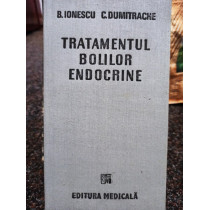 B. IONESCU C. DUMITRACHE
TRATAMENTUL
BOLILOR
ENDOCRINE
EDITURA MEDICALĂ